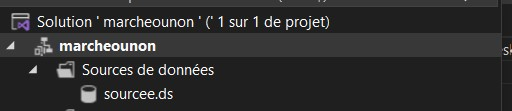 Solution ' marcheounon ' (' 1 sur 1 de projet)
marcheounon
Sources de données
sourcee.ds